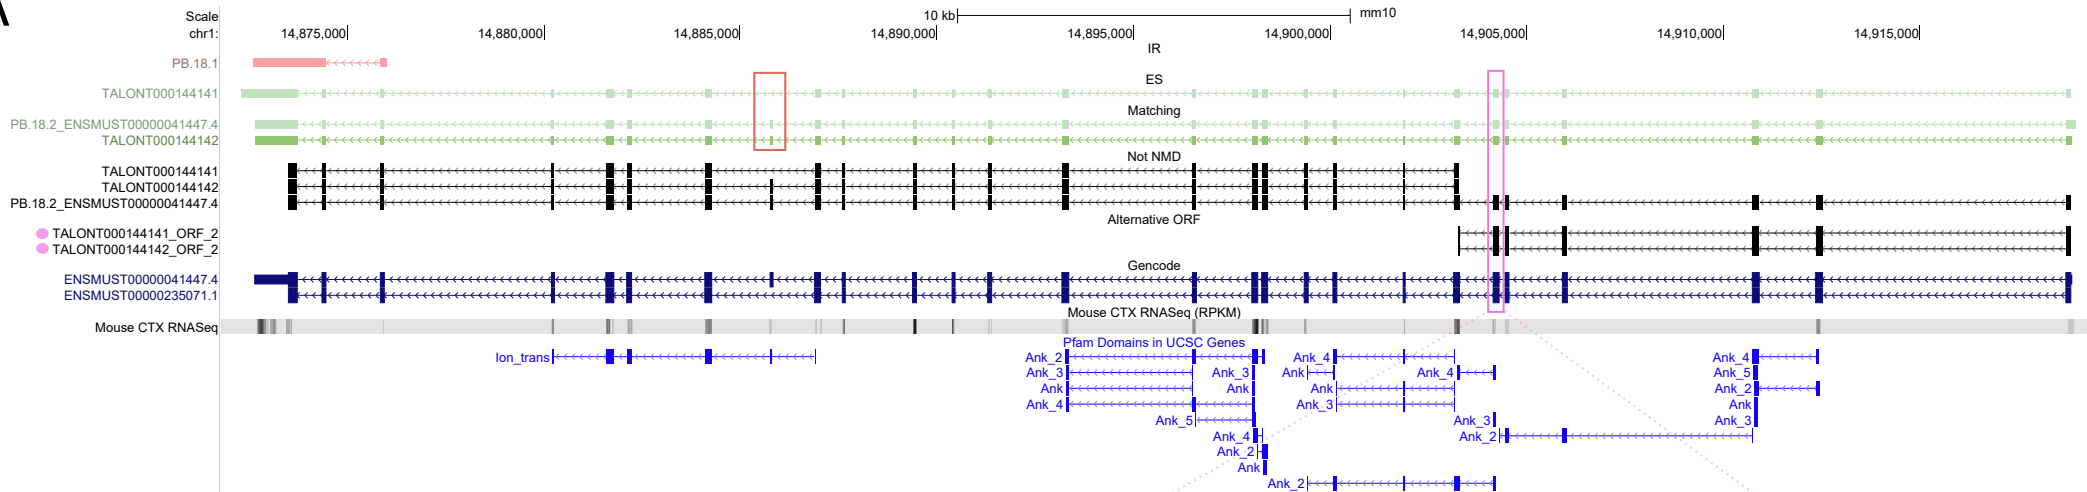 A
Scale 10 kb mm10
chr1: 14,875,000 14,880,000 14,885,000 14,890,000 14,895,000 14,900,000 14,905,000 14,910,000 14,915,000
IR
PB.18.1
ES
TALONT000144141
Matching
PB.18.2_ENSMUST00000041447.4
TALONT000144142
Not NMD
TALONT000144141
TALONT000144142
PB.18.2_ENSMUST00000041447.4
Alternative ORF
TALONT000144141_ORF_2
TALONT000144142_ORF_2
Gencode
ENSMUST00000041447.4
ENSMUST00000235071.1
Mouse CTX RNASeq (RPKM)
Mouse CTX RNASeq
Pfam Domains in UCSC Genes
Ion_trans Ank_2 Ank_4 Ank_4
Ank_3 Ank_3 Ank Ank_4 Ank_5
Ank Ank Ank Ank_2
Ank_4 Ank_3 Ank
Ank_5 Ank_3 Ank_3
Ank_4 Ank_2
Ank_2
Ank
Ank_2